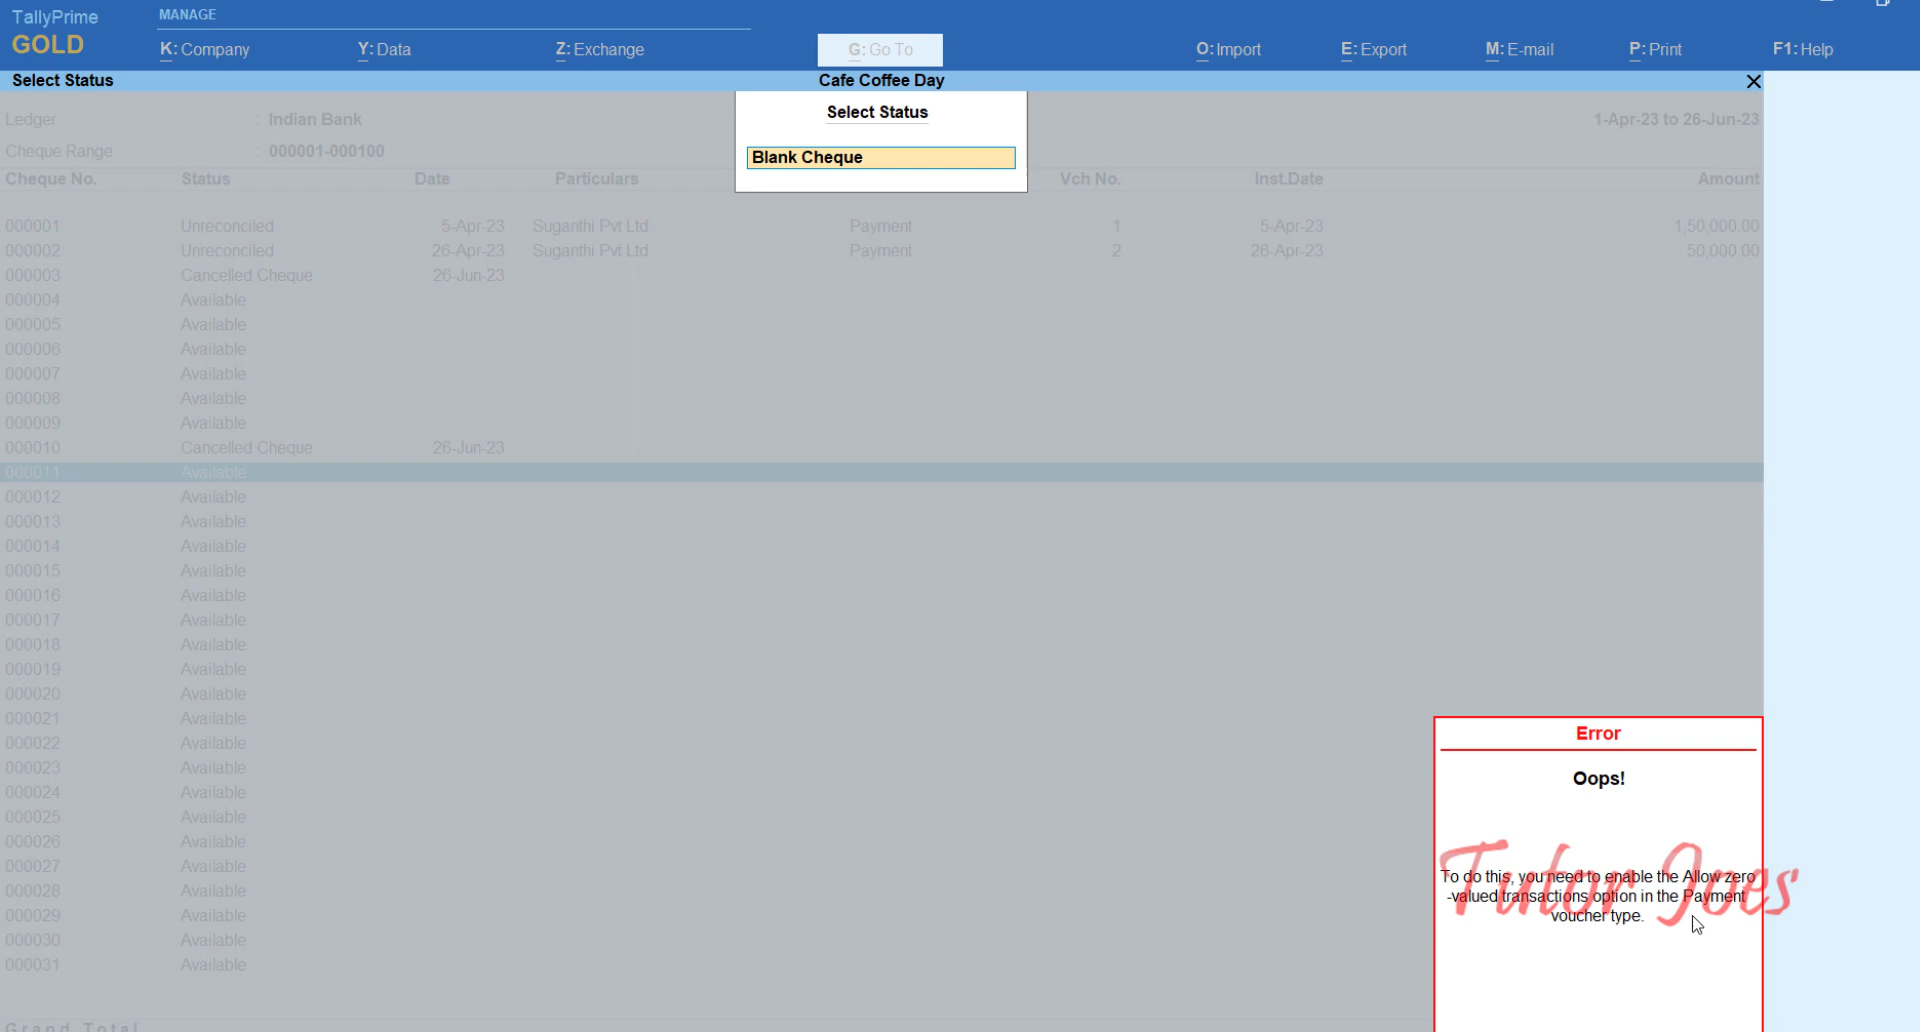 TallyPrime
GOLD
MANAGE
K: Company Y: Data Z: Exchange G: Go To O: Import E: Export M: E-mail P: Print F1: Help
Select Status Cafe Coffee Day
Select Status
Blank Cheque
Ledger : Indian Bank 1-Apr-23 to 26-Jun-23
Cheque Range : 000001-000100
Cheque No. Status Date Particulars Vch No. Inst.Date Amount
000001 Unreconciled 5-Apr-23 Suganthi Pvt Ltd Payment 1 5-Apr-23 1,50,000.00
000002 Unreconciled 26-Apr-23 Suganthi Pvt Ltd Payment 2 26-Apr-23 50,000.00
000003 Cancelled Cheque 26-Jun-23
000004 Available
000005 Available
000006 Available
000007 Available
000008 Available
000009 Available
000010 Cancelled Cheque 26-Jun-23
000011 Available
000012 Available
000013 Available
000014 Available
000015 Available
000016 Available
000017 Available
000018 Available
000019 Available
000020 Available
000021 Available
000022 Available
000023 Available
000024 Available
000025 Available
000026 Available
000027 Available
000028 Available
000029 Available
000030 Available
000031 Available
Grand Total
Error
Oops!
To do this, you need to enable the Allow zero
-valued transactions option in the Payment
voucher type.
Tutor Joes